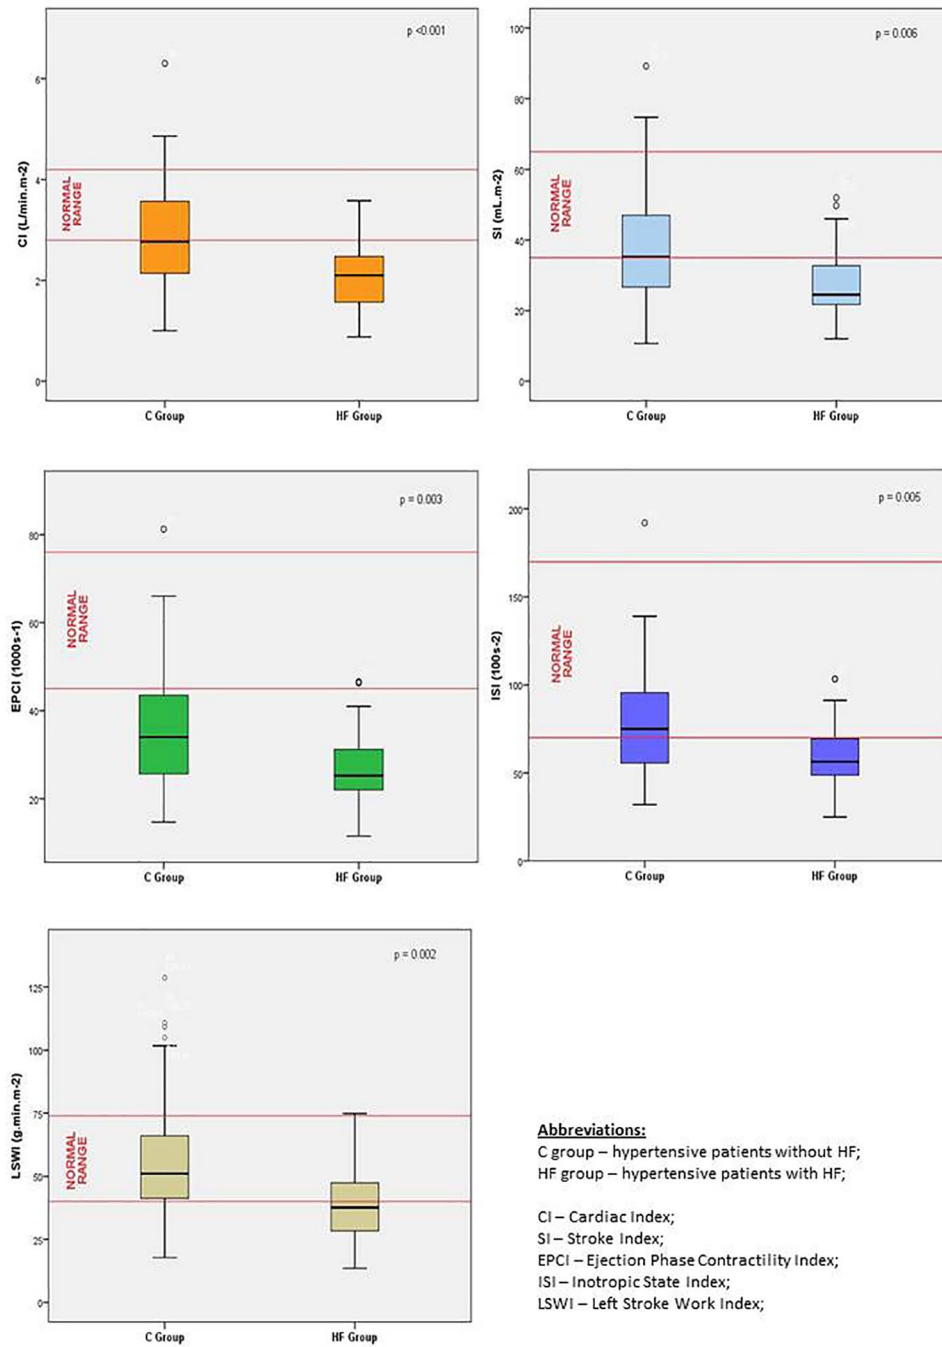 p <0.001
6
4
2
0
CI (L/min.m-2)
NORMAL
RANGE
C Group
HF Group
p = 0.006
100
80
60
40
20
0
SI (mL.m-2)
NORMAL
RANGE
C Group
HF Group
p = 0.003
80
60
40
20
EPCI (1000s-1)
NORMAL
RANGE
C Group
HF Group
p = 0.005
200
150
100
50
0
ISI (100s-2)
NORMAL
RANGE
C Group
HF Group
p = 0.002
125
100
75
50
25
0
LSWI (g.min.m-2)
NORMAL
RANGE
C Group
HF Group
Abbreviations:
C group – hypertensive patients without HF;
HF group – hypertensive patients with HF;
CI – Cardiac Index;
SI – Stroke Index;
EPCI – Ejection Phase Contractility Index;
ISI – Inotropic State Index;
LSWI – Left Stroke Work Index;